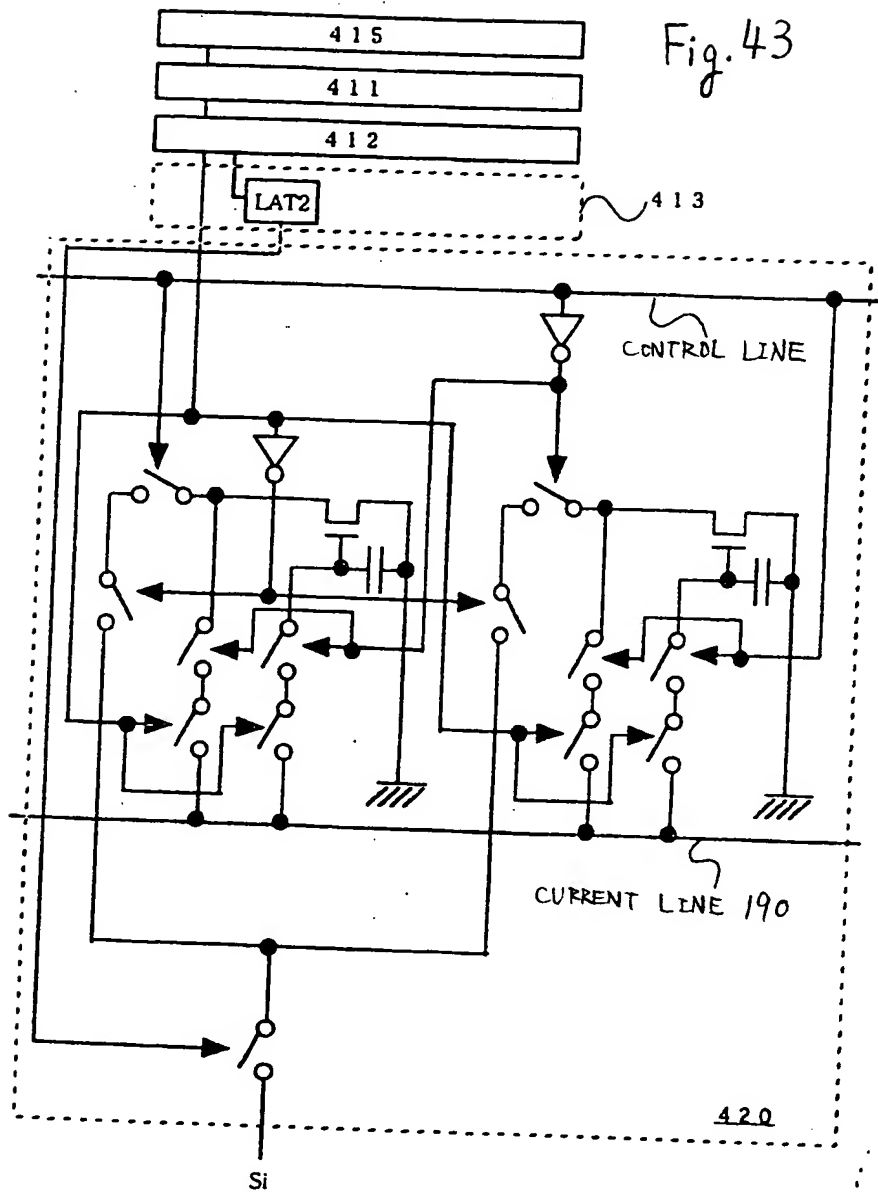 Fig. 43
415
411
412
LAT2
413
CONTROL LINE
CURRENT LINE 190
420
Si